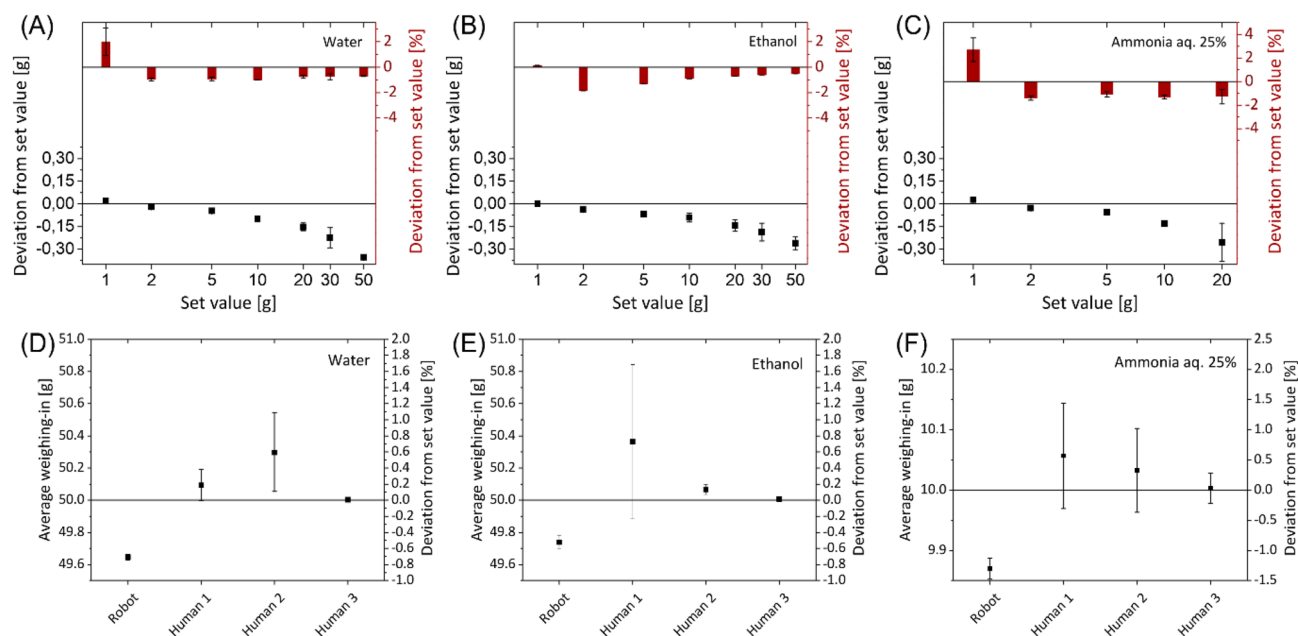 (A)
Water
Deviation from set value [g]
0,30
0,15
0,00
-0,15
-0,30
2
0
-2
-4
Deviation from set value [%]
1 2 5 10 20 30 50
Set value [g]
(B)
Ethanol
Deviation from set value [g]
0,30
0,15
0,00
-0,15
-0,30
2
0
-2
-4
Deviation from set value [%]
1 2 5 10 20 30 50
Set value [g]
(C)
Ammonia aq. 25%
Deviation from set value [g]
0,30
0,15
0,00
-0,15
-0,30
4
2
0
-2
-4
Deviation from set value [%]
1 2 5 10 20
Set value [g]
(D)
Water
Average weighing-in [g]
51.0
50.8
50.6
50.4
50.2
50.0
49.8
49.6
2.0
1.8
1.6
1.4
1.2
1.0
0.8
0.6
0.4
0.2
0.0
-0.2
-0.4
-0.6
-0.8
-1.0
Deviation from set value [%]
Robot
Human 1
Human 2
Human 3
(E)
Ethanol
Average weighing-in [g]
51.0
50.8
50.6
50.4
50.2
50.0
49.8
49.6
2.0
1.8
1.6
1.4
1.2
1.0
0.8
0.6
0.4
0.2
0.0
-0.2
-0.4
-0.6
-0.8
-1.0
Deviation from set value [%]
Robot
Human 1
Human 2
Human 3
(F)
Ammonia aq. 25%
Average weighing-in [g]
10.2
10.1
10.0
9.9
2.5
2.0
1.5
1.0
0.5
0.0
-0.5
-1.0
-1.5
Deviation from set value [%]
Robot
Human 1
Human 2
Human 3